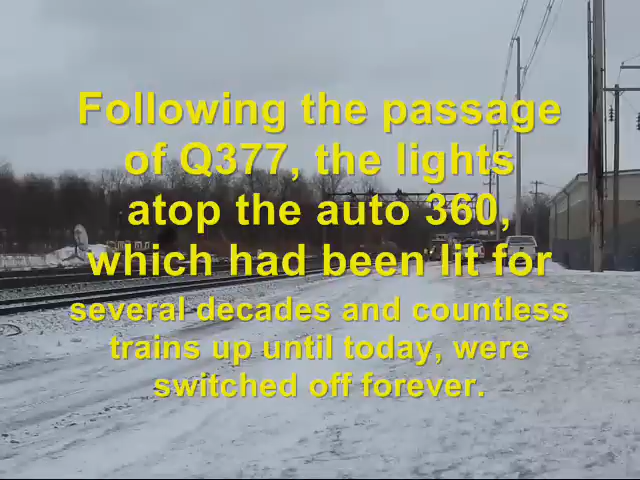 Following the passage
of Q377, the lights
atop the auto 360,
which had been lit for
several decades and countless
trains up until today, were
switched off forever.